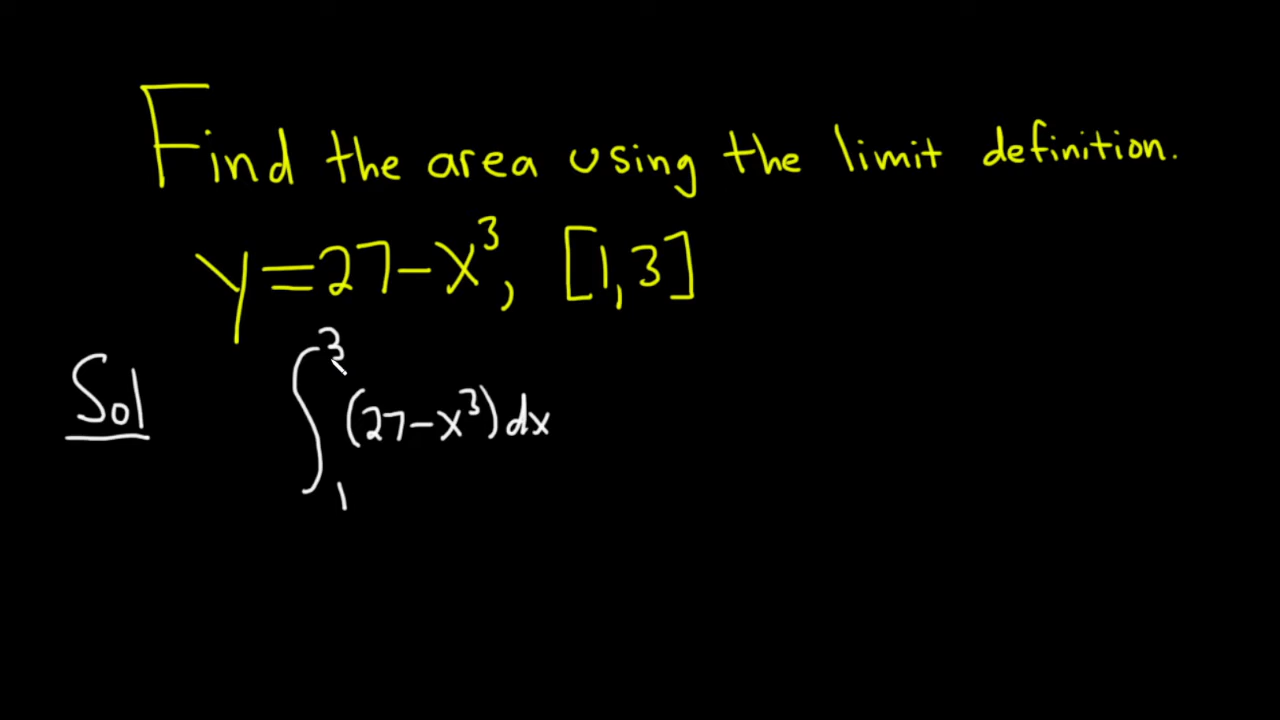 Find the area using the limit definition.
y=27-x³, [1,3]
Sol ∫₁³ (27-x³)dx